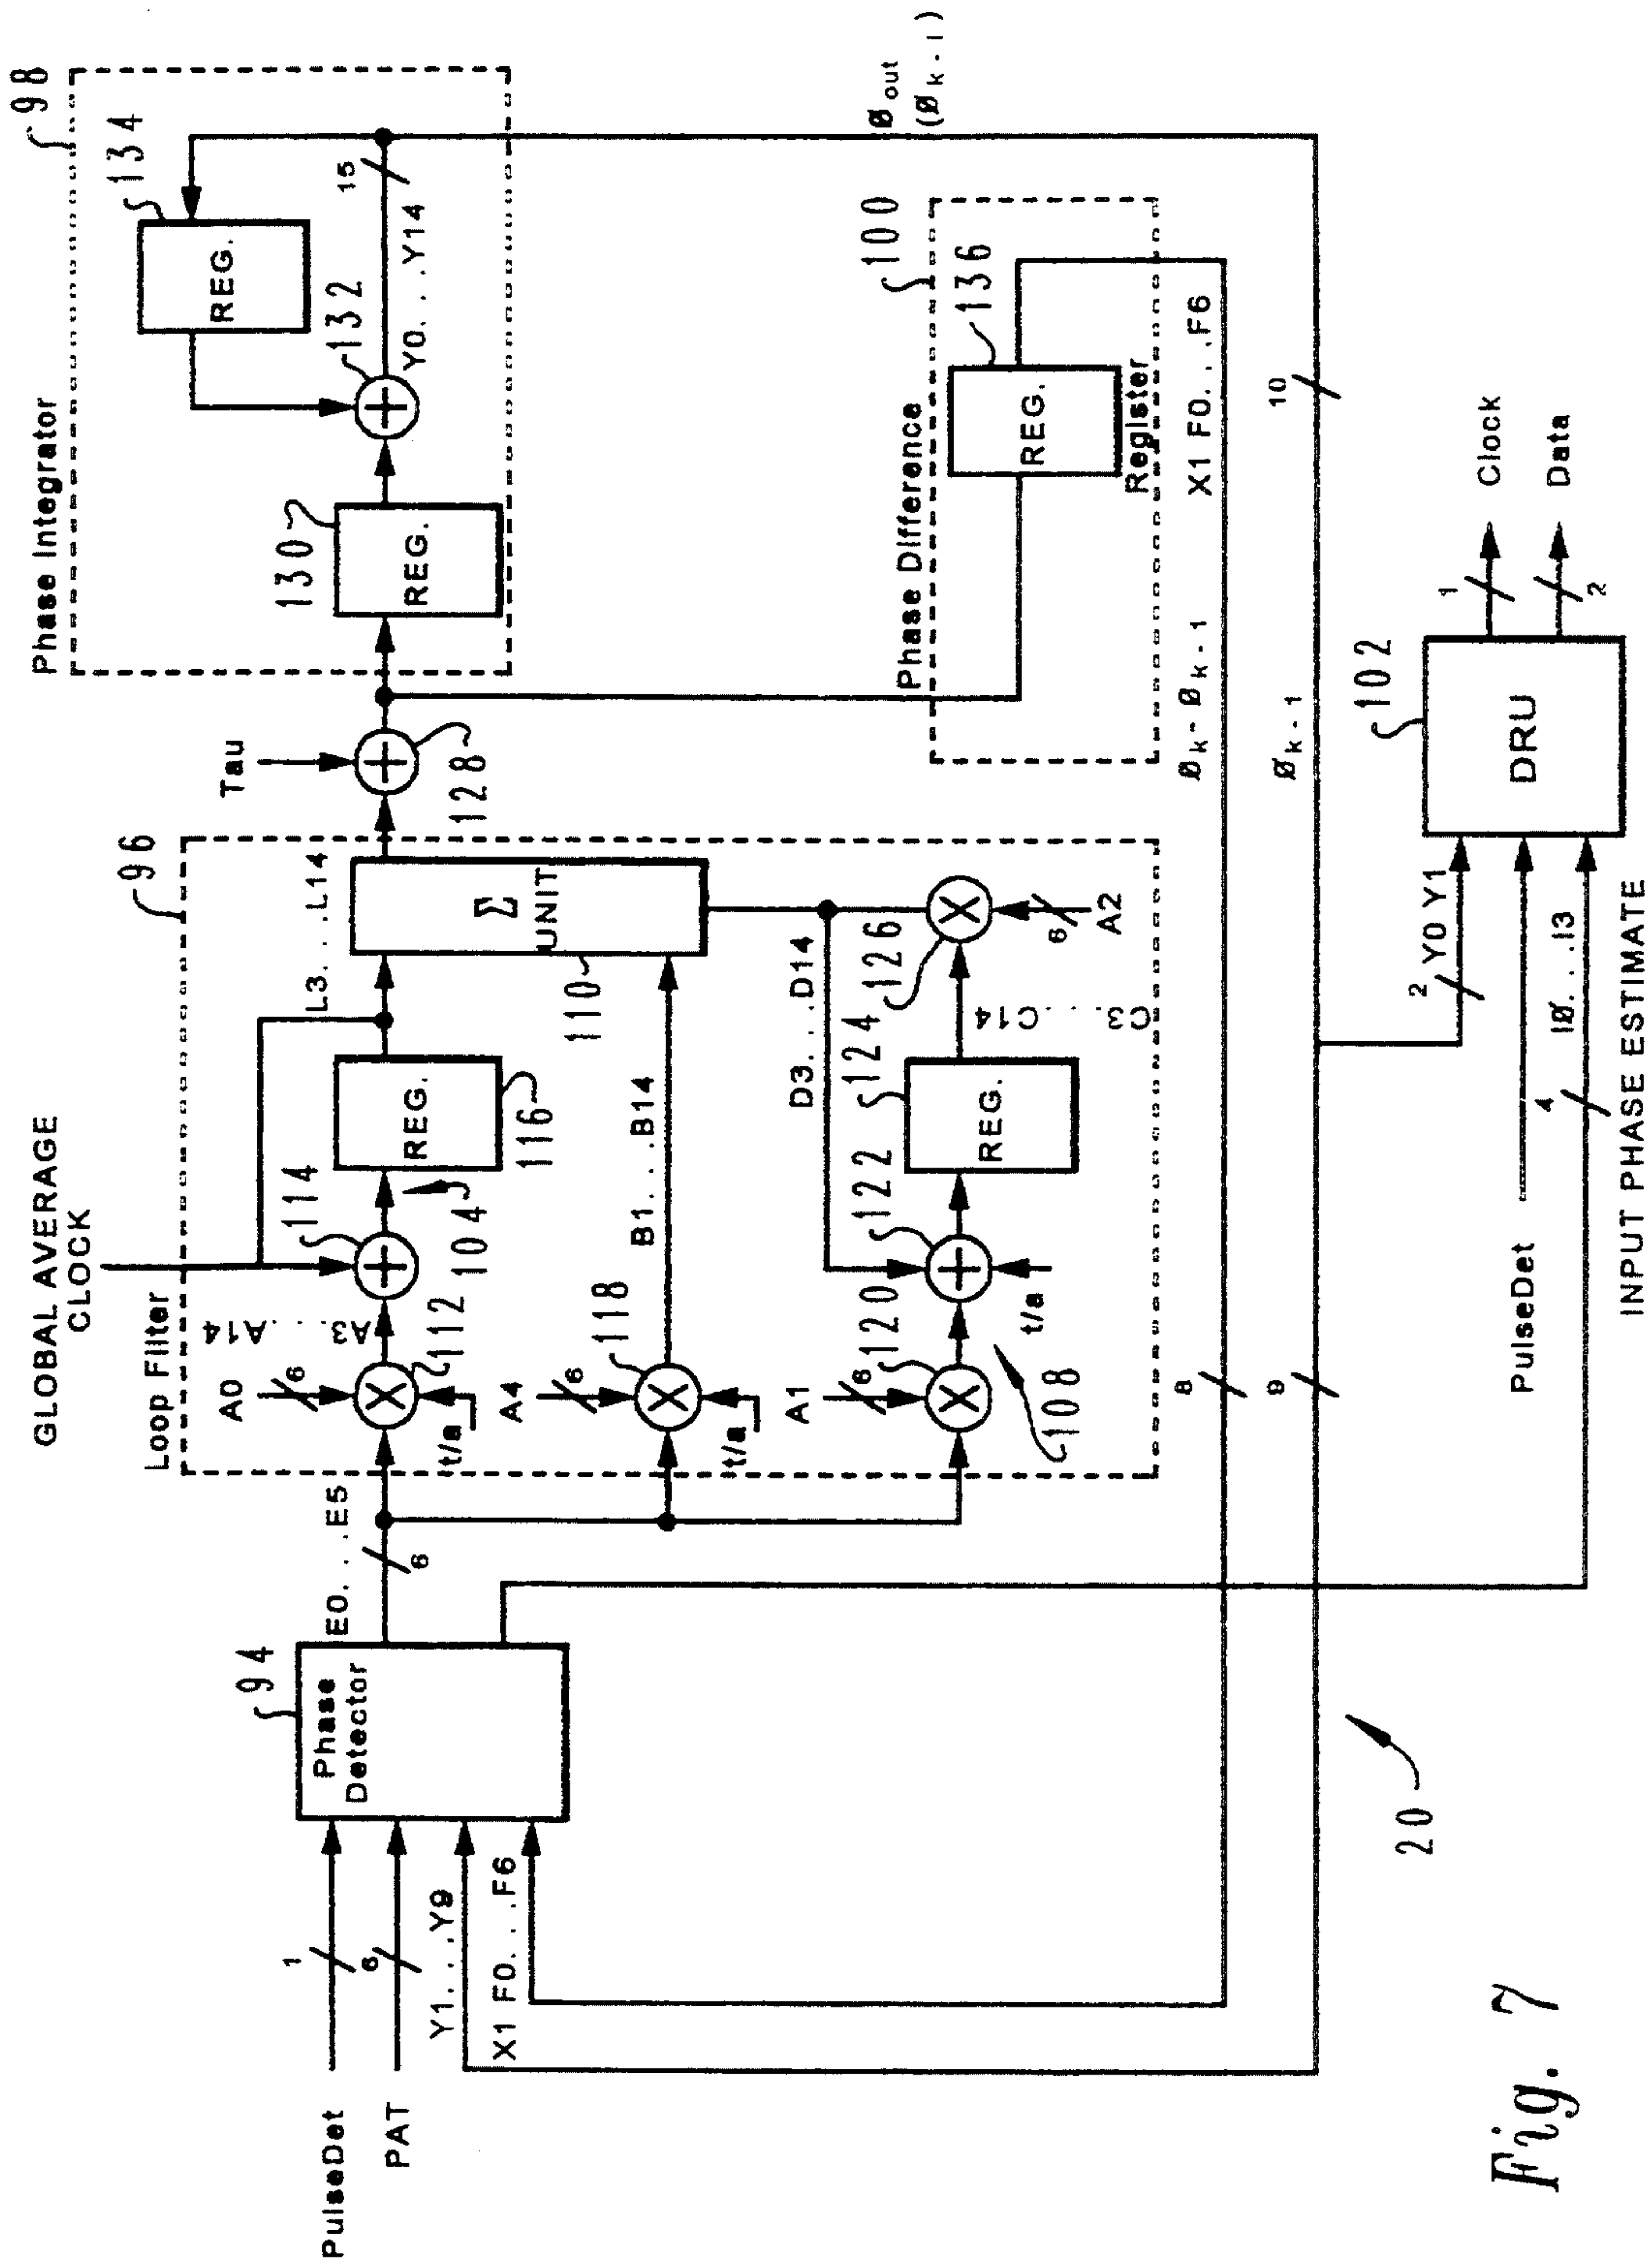 PulseDet
PAT
1
6
Y1...Y9
X1 F0...F6
94
Phase
Detector
E0...E5
6
Loop Filter
96
GLOBAL AVERAGE
CLOCK
A0
6
t/a
112
A3...A14
114
104
REG.
116
L3...L14
A4
6
t/a
118
B1...B14
110
Σ
UNIT
A1
6
120
108
122
t/a
124
REG.
C3...C14
D3...D14
126
6
A2
Tau
128
Phase Integrator
98
130
REG.
132
134
REG.
15
Y0...Y14
Øout
(Øk-1)
Phase Difference
100
136
REG.
Register
8
Øk-Øk-1
X1 F0...F6
9
Øk-1
10
PulseDet
2
Y0 Y1
4
IØ...I3
INPUT PHASE ESTIMATE
102
DRU
1
Clock
2
Data
20
Fig. 7